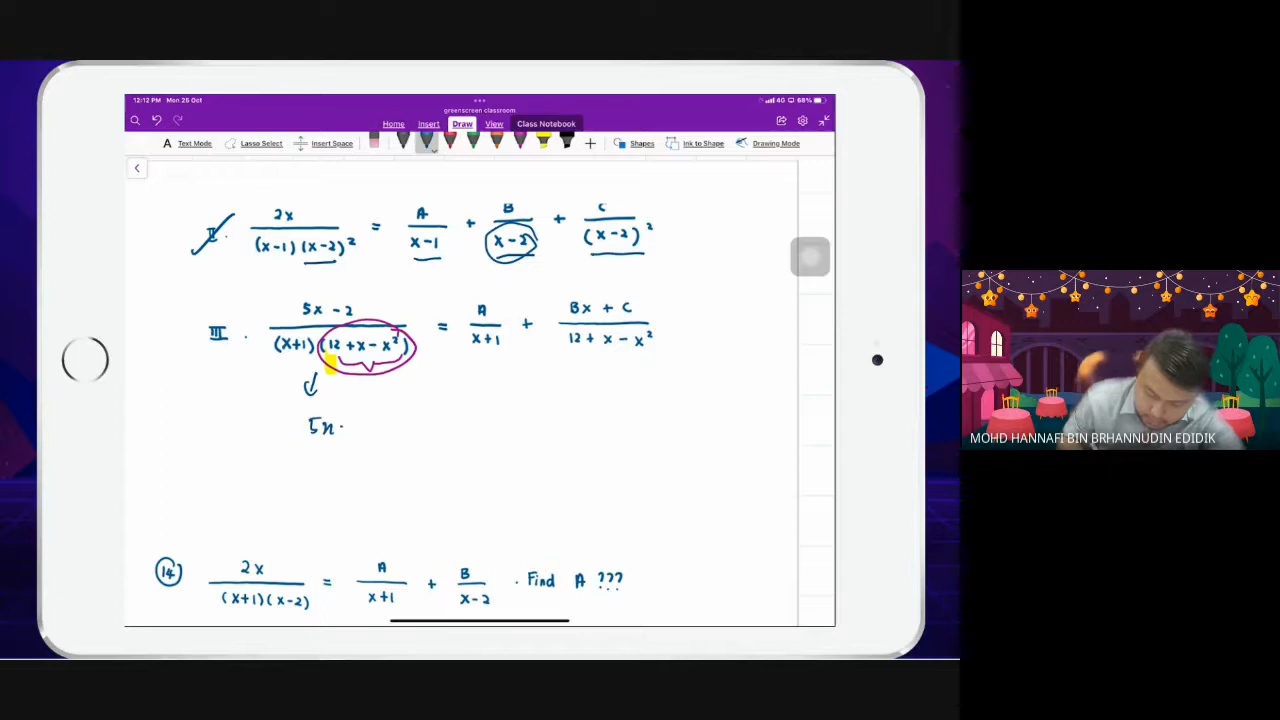 12:12 PM Mon 25 Oct
4G 68%
greenscreen classroom
Home Insert Draw View Class Notebook
A Text Mode Lasso Select Insert Space Shapes Ink to Shape Drawing Mode
II. 2x / (x-1)(x-2)² = A / x-1 + B / x-2 + C / (x-2)²
III. 5x - 2 / (x+1)(12+x-x²) = A / x+1 + Bx + C / 12 + x - x²
5x
14 2x / (x+1)(x-2) = A / x+1 + B / x-2 . Find A ???
MOHD HANNAFI BIN BRHANNUDIN EDIDIK